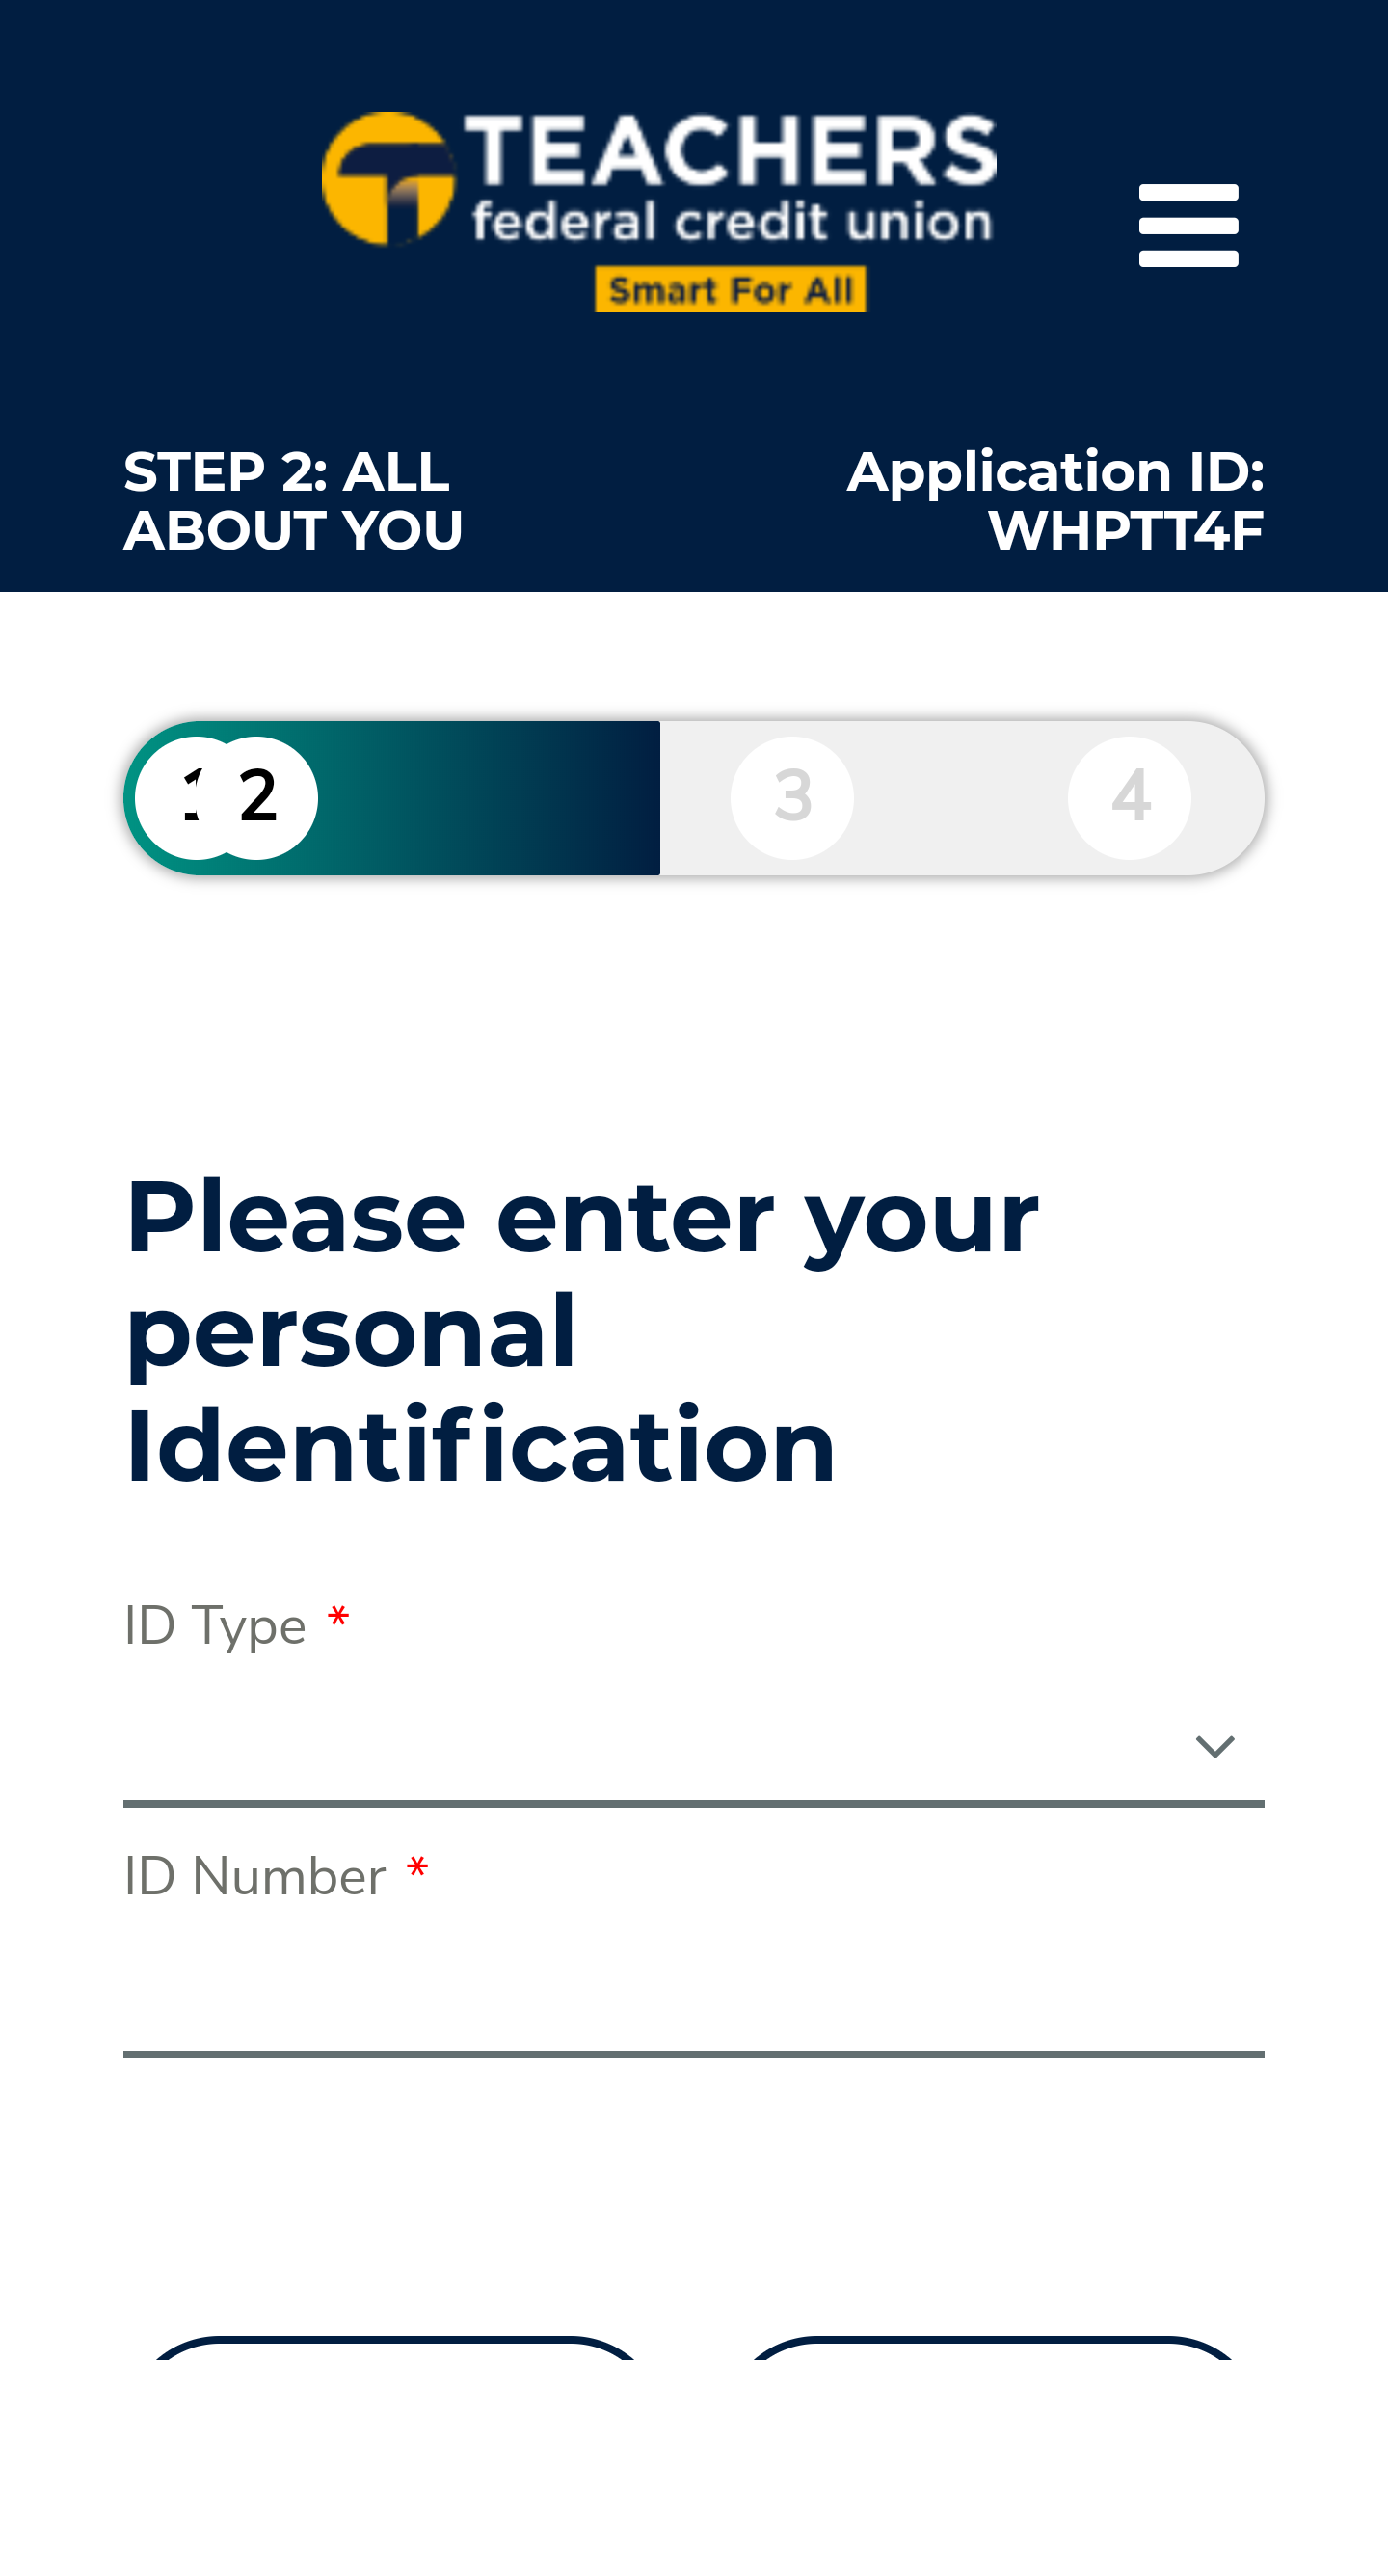 TEACHERS
federal credit union
Smart For All
STEP 2: ALL
ABOUT YOU
Application ID:
WHPTT4F
1 2 3 4
Please enter your
personal
Identification
ID Type *
ID Number *